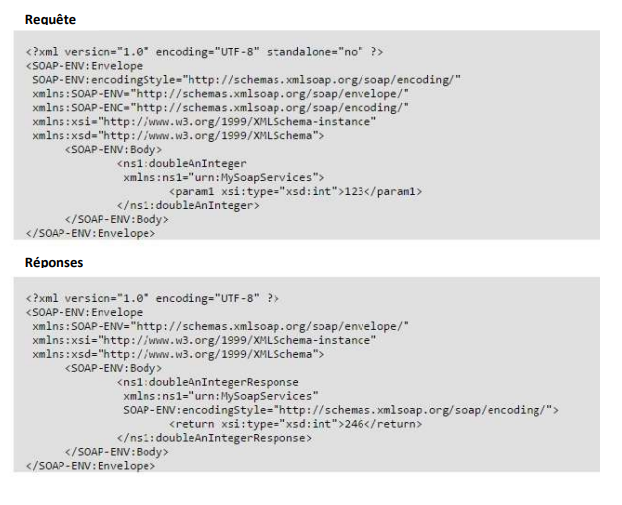 Requête
<?xml version="1.0" encoding="UTF-8" standalone="no" ?>
<SOAP-ENV:Envelope
SOAP-ENV:encodingStyle="http://schemas.xmlsoap.org/soap/encoding/"
xmlns:SOAP-ENV="http://schemas.xmlsoap.org/soap/envelope/"
xmlns:SOAP-ENC="http://schemas.xmlsoap.org/soap/encoding/"
xmlns:xsi="http://www.w3.org/1999/XMLSchema-instance"
xmlns:xsd="http://www.w3.org/1999/XMLSchema">
<SOAP-ENV:Body>
<ns1:doubleAnInteger
xmlns:ns1="urn:MySoapServices">
<param1 xsi:type="xsd:int">123</param1>
</ns1:doubleAnInteger>
</SOAP-ENV:Body>
</SOAP-ENV:Envelope>
Réponses
<?xml version="1.0" encoding="UTF-8" ?>
<SOAP-ENV:Envelope
xmlns:SOAP-ENV="http://schemas.xmlsoap.org/soap/envelope/"
xmlns:xsi="http://www.w3.org/1999/XMLSchema-instance"
xmlns:xsd="http://www.w3.org/1999/XMLSchema">
<SOAP-ENV:Body>
<ns1:doubleAnIntegerResponse
xmlns:ns1="urn:MySoapServices"
SOAP-ENV:encodingStyle="http://schemas.xmlsoap.org/soap/encoding/">
<return xsi:type="xsd:int">246</return>
</ns1:doubleAnIntegerResponse>
</SOAP-ENV:Body>
</SOAP-ENV:Envelope>